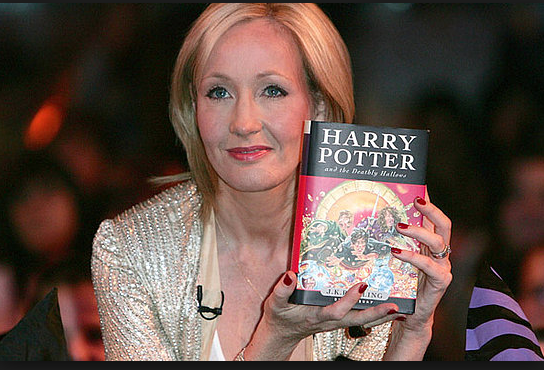 HARRY
POTTER
and the Deathly Hallows
J.K. ROWLING